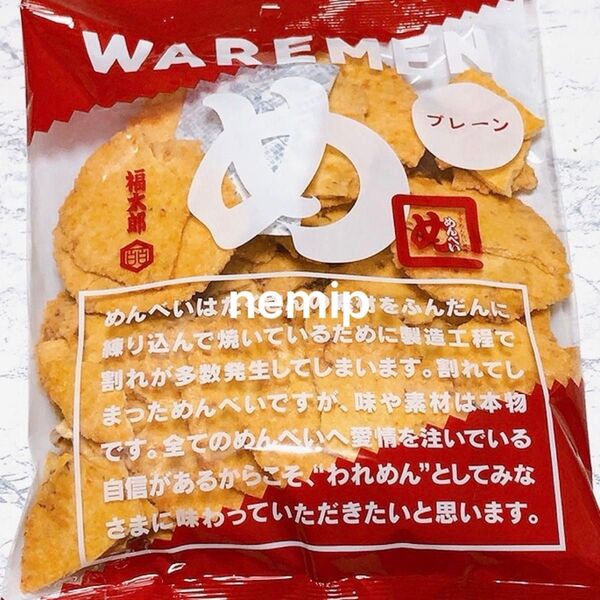 WAREMEN
め
プレーン
福太郎
めんべい
め
nemip
めんべいは をふんだんに
練り込んで焼いているために製造工程で
割れが多数発生してしまいます。割れてし
まっためんべいですが、味や素材は本物
です。全てのめんべいへ愛情を注いでいる
自信があるからこそ、“われめん”としてみな
さまに味わっていただきたいと思います。